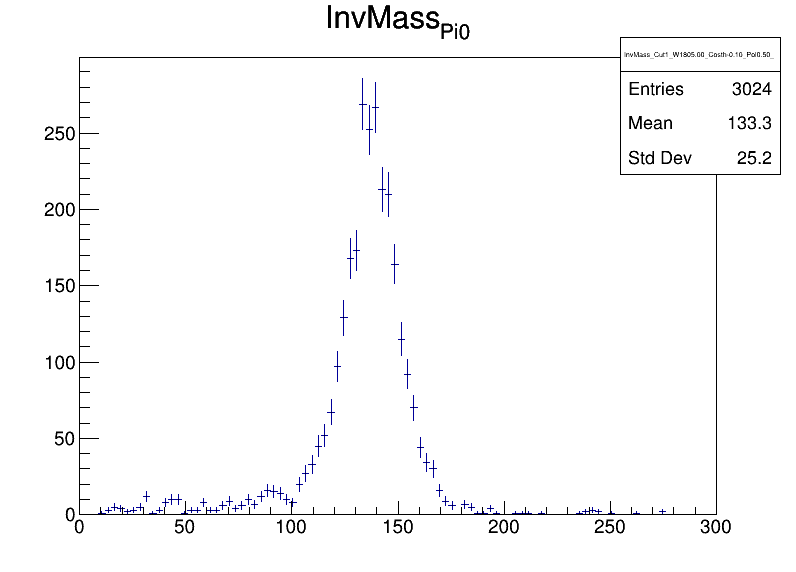 InvMass_Pi0
InvMass_Cut1_W1805.00_Costh-0.10_Pol0.50_
Entries 3024
Mean 133.3
Std Dev 25.2
250
200
150
100
50
0
0 50 100 150 200 250 300